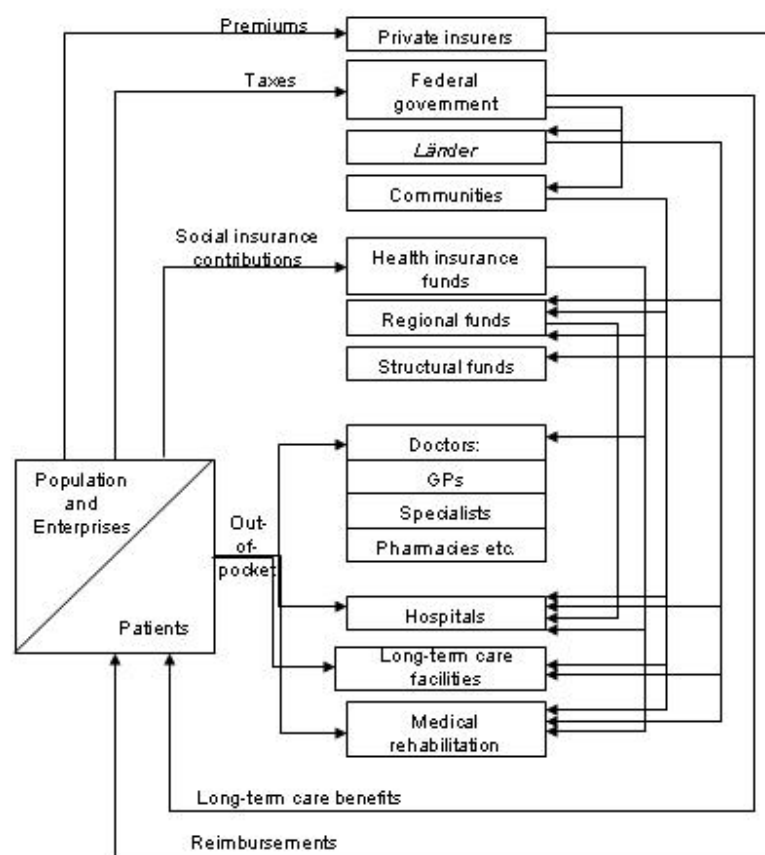 Premiums
Private insurers
Taxes
Federal
government
Länder
Communities
Social insurance
contributions
Health insurance
funds
Regional funds
Structural funds
Population
and
Enterprises
Patients
Out-
of-
pocket
Doctors:
GPs
Specialists
Pharmacies etc.
Hospitals
Long-term care
facilities
Medical
rehabilitation
Long-term care benefits
Reimbursements